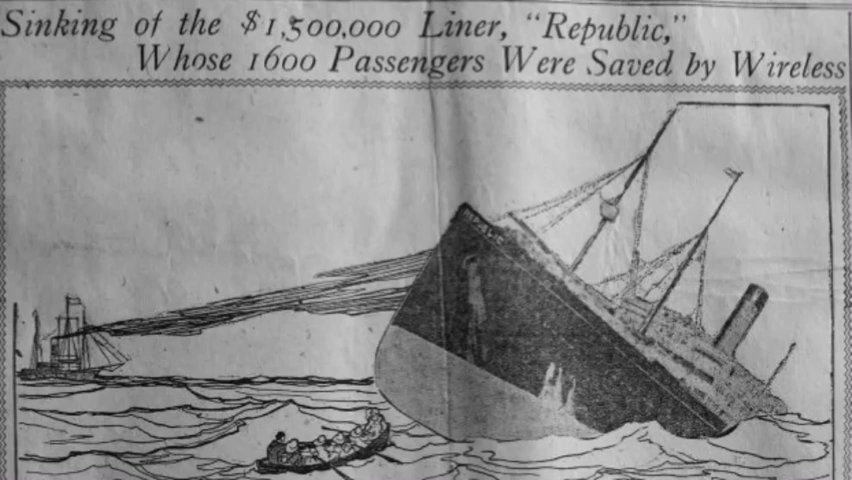 Sinking of the $1,500,000 Liner, "Republic,"
Whose 1600 Passengers Were Saved by Wireless